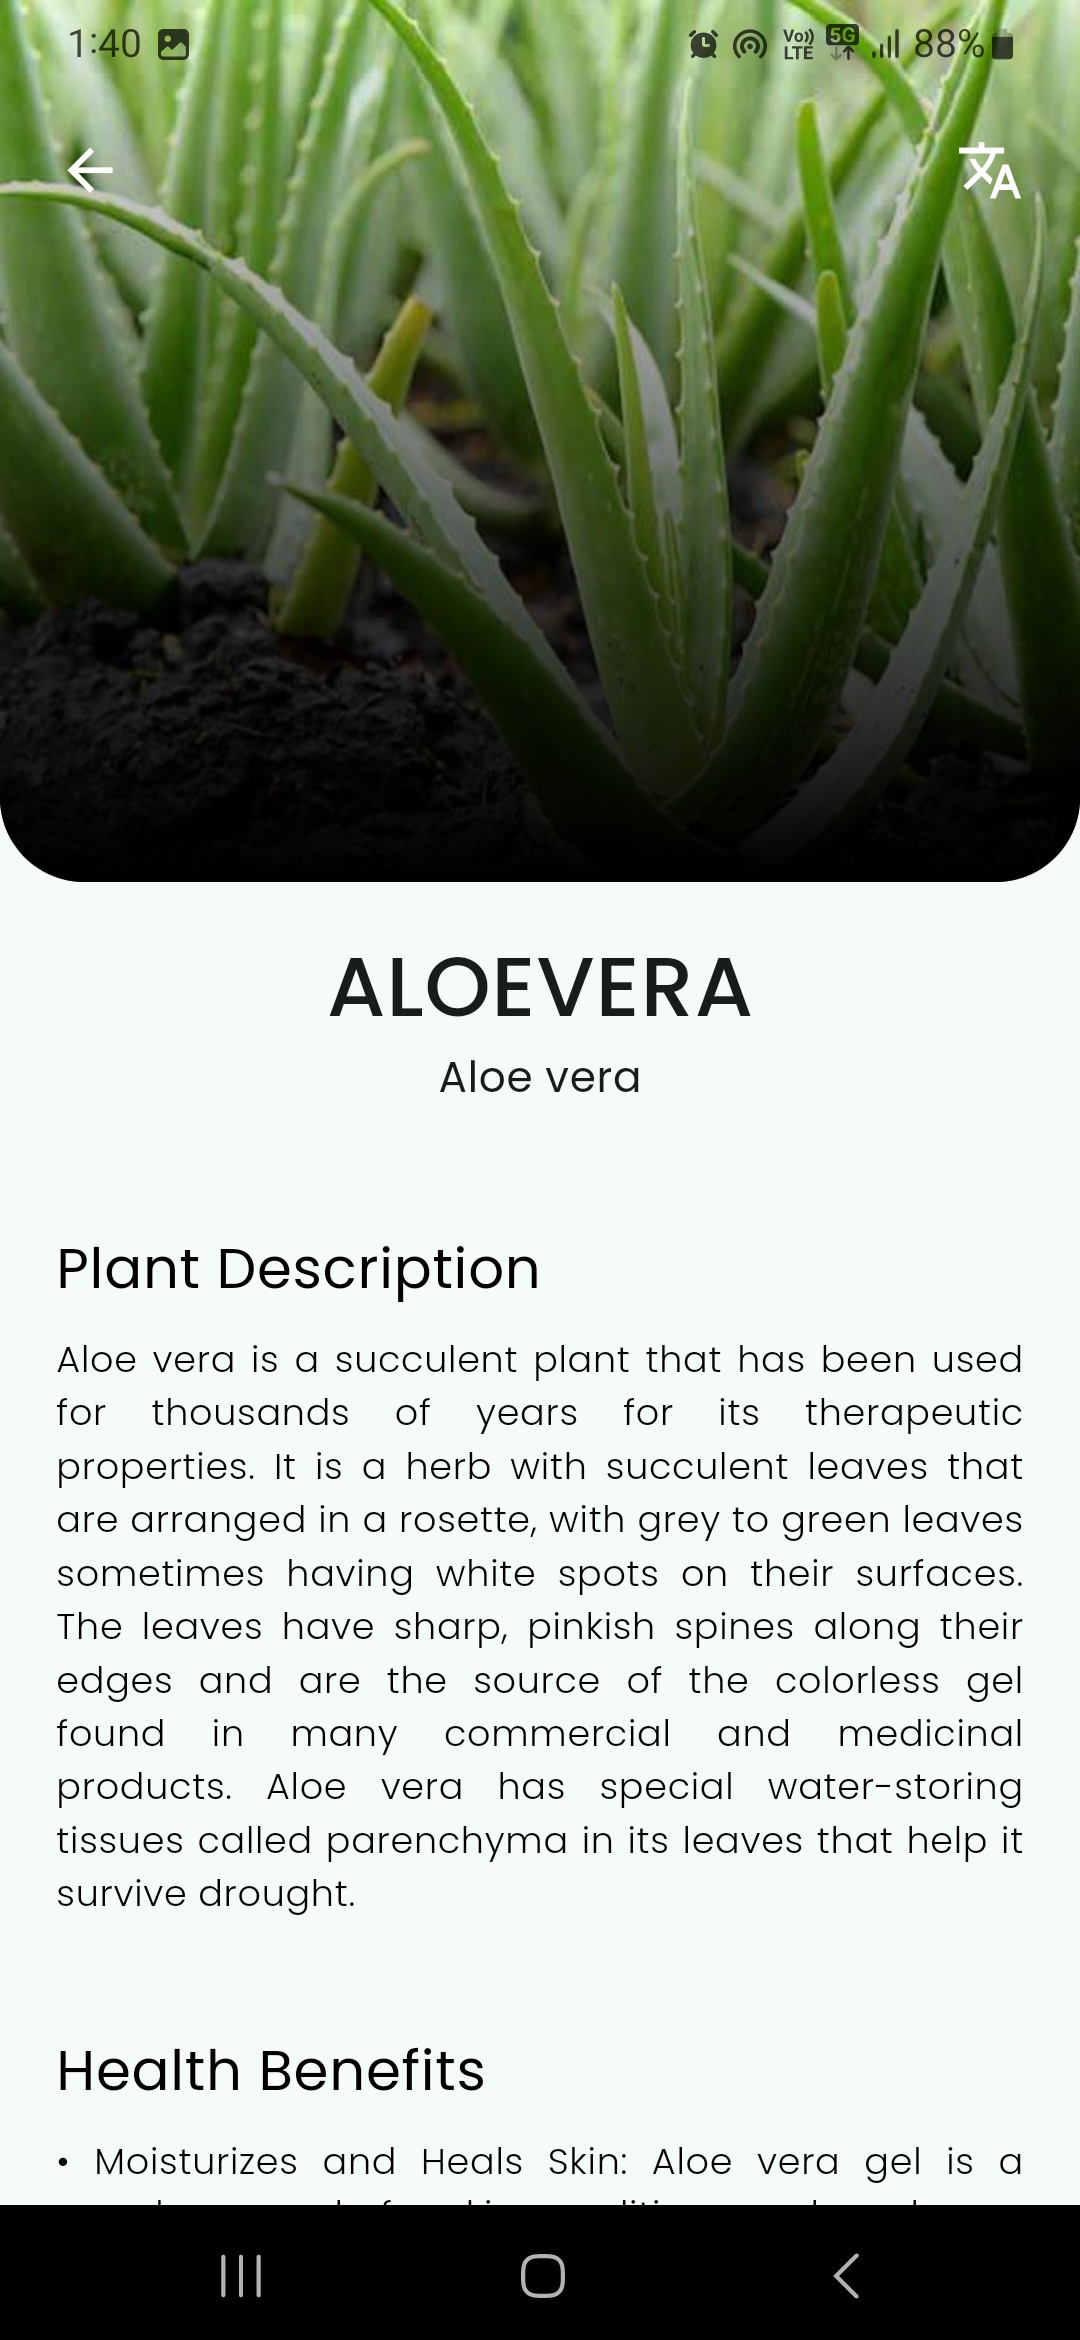 1:40
Vo)) LTE 5G 88%
ALOEVERA
Aloe vera
Plant Description
Aloe vera is a succulent plant that has been used
for thousands of years for its therapeutic
properties. It is a herb with succulent leaves that
are arranged in a rosette, with grey to green leaves
sometimes having white spots on their surfaces.
The leaves have sharp, pinkish spines along their
edges and are the source of the colorless gel
found in many commercial and medicinal
products. Aloe vera has special water-storing
tissues called parenchyma in its leaves that help it
survive drought.
Health Benefits
• Moisturizes and Heals Skin: Aloe vera gel is a